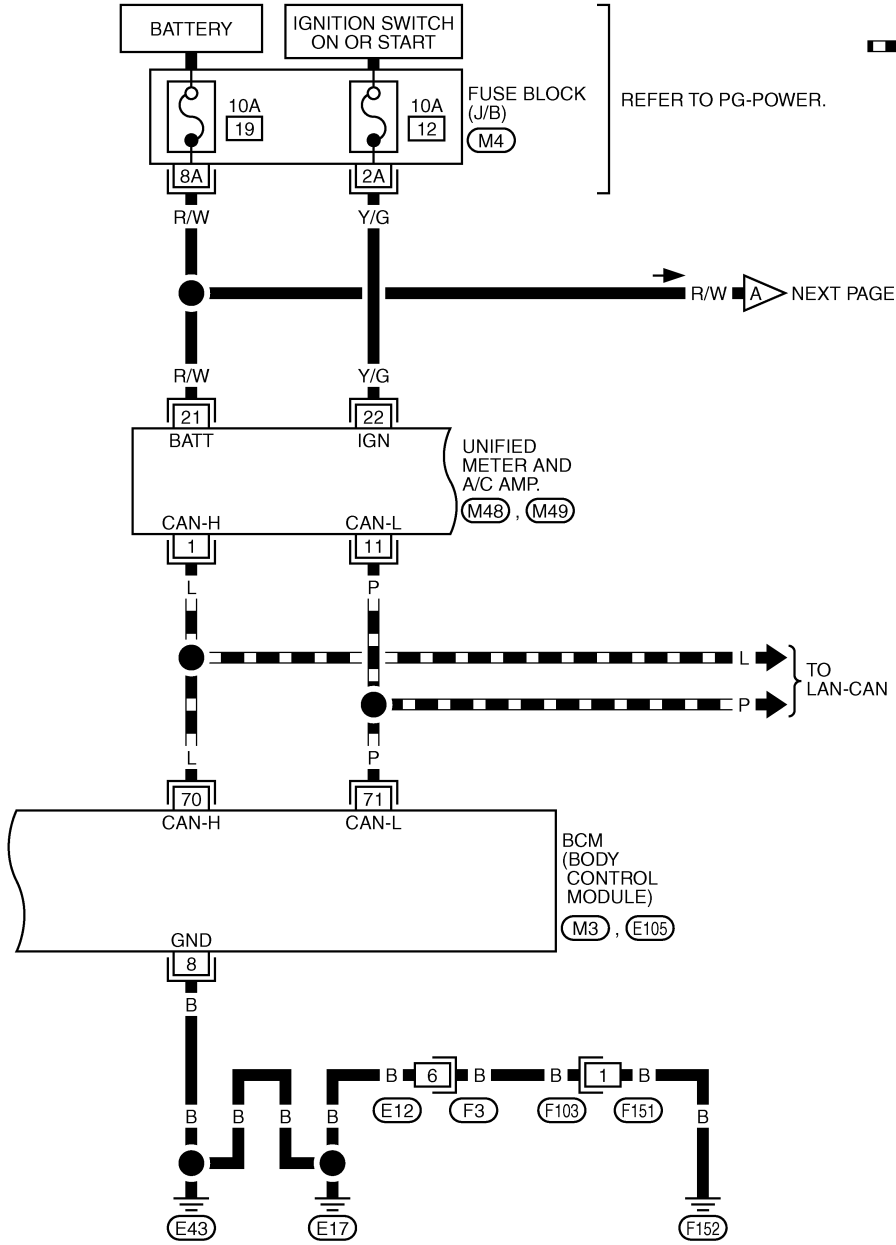 BATTERY
IGNITION SWITCH
ON OR START
10A
19
10A
12
FUSE BLOCK
(J/B)
M4
REFER TO PG-POWER.
8A
2A
R/W
Y/G
R/W
A
NEXT PAGE
R/W
Y/G
21
22
BATT
IGN
UNIFIED
METER AND
A/C AMP.
M48 , M49
CAN-H
CAN-L
1
11
L
P
L
P
TO
LAN-CAN
L
P
70
71
CAN-H
CAN-L
BCM
(BODY
CONTROL
MODULE)
M3 , E105
GND
8
B
B
6
B
B
1
B
E12
F3
F103
F151
B
B
B
B
B
E43
E17
F152